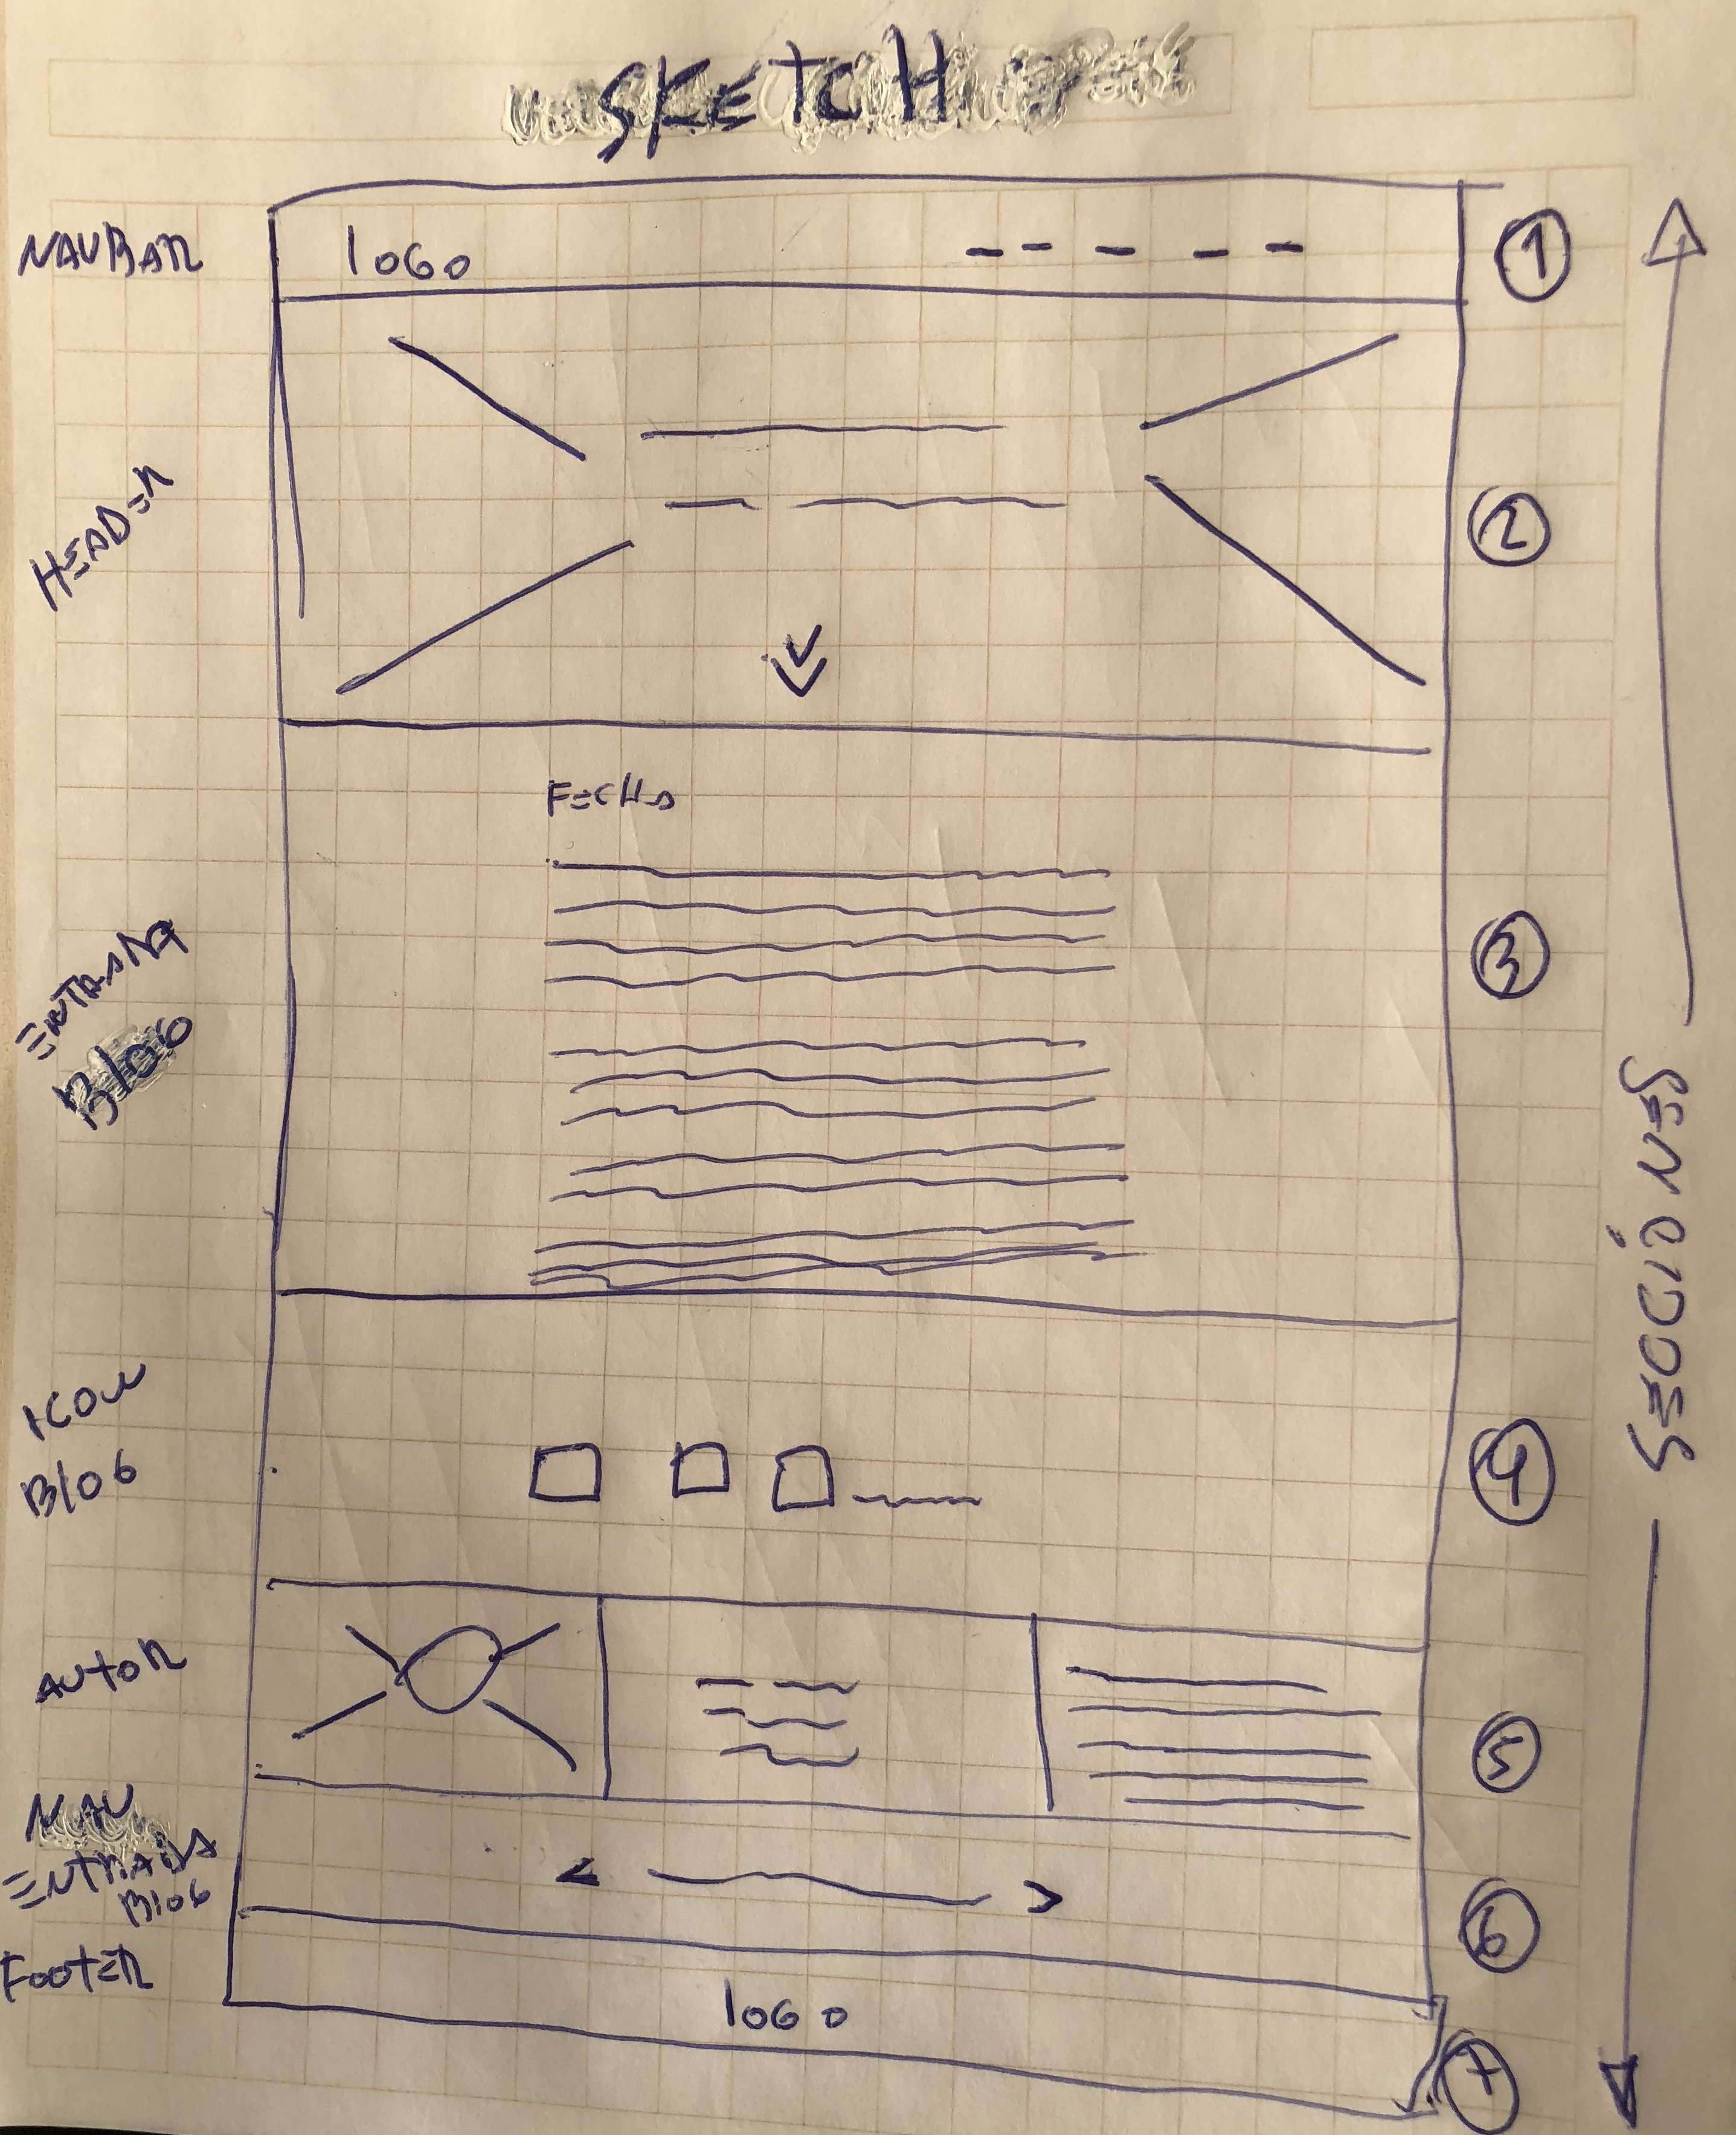 SKETCH
NAVBAR
logo
1
HEADER
2
FECHA
ENTRADA
Blog
3
ICON
Blog
4
AUTOR
5
NAV
ENTRADA
Blog
< >
6
FOOTER
logo
7
SECCIONES